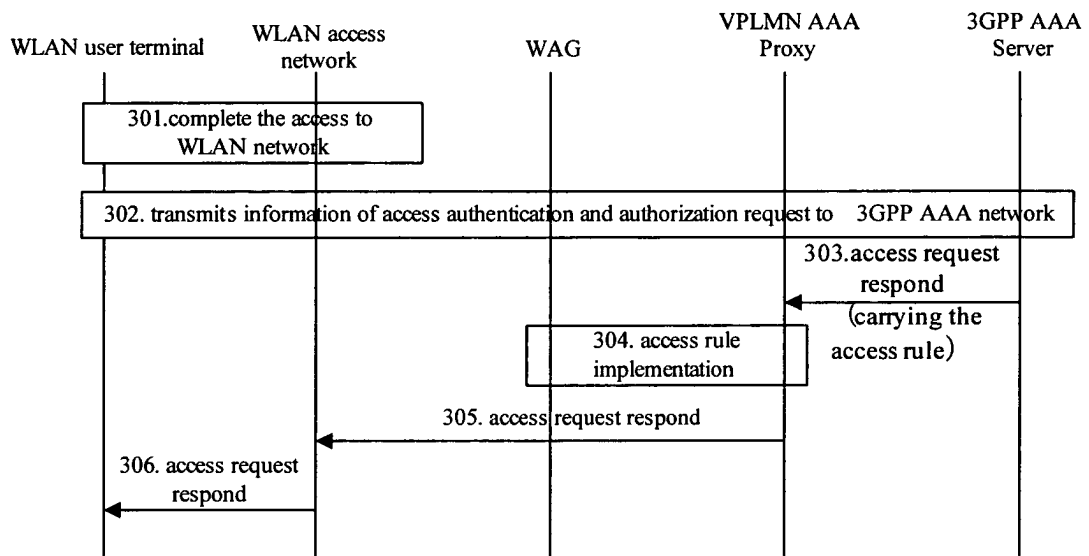 WLAN user terminal
WLAN access
network
WAG
VPLMN AAA
Proxy
3GPP AAA
Server
301.complete the access to
WLAN network
302. transmits information of access authentication and authorization request to 3GPP AAA network
303.access request
respond
(carrying the
access rule)
304. access rule
implementation
305. access request respond
306. access request
respond